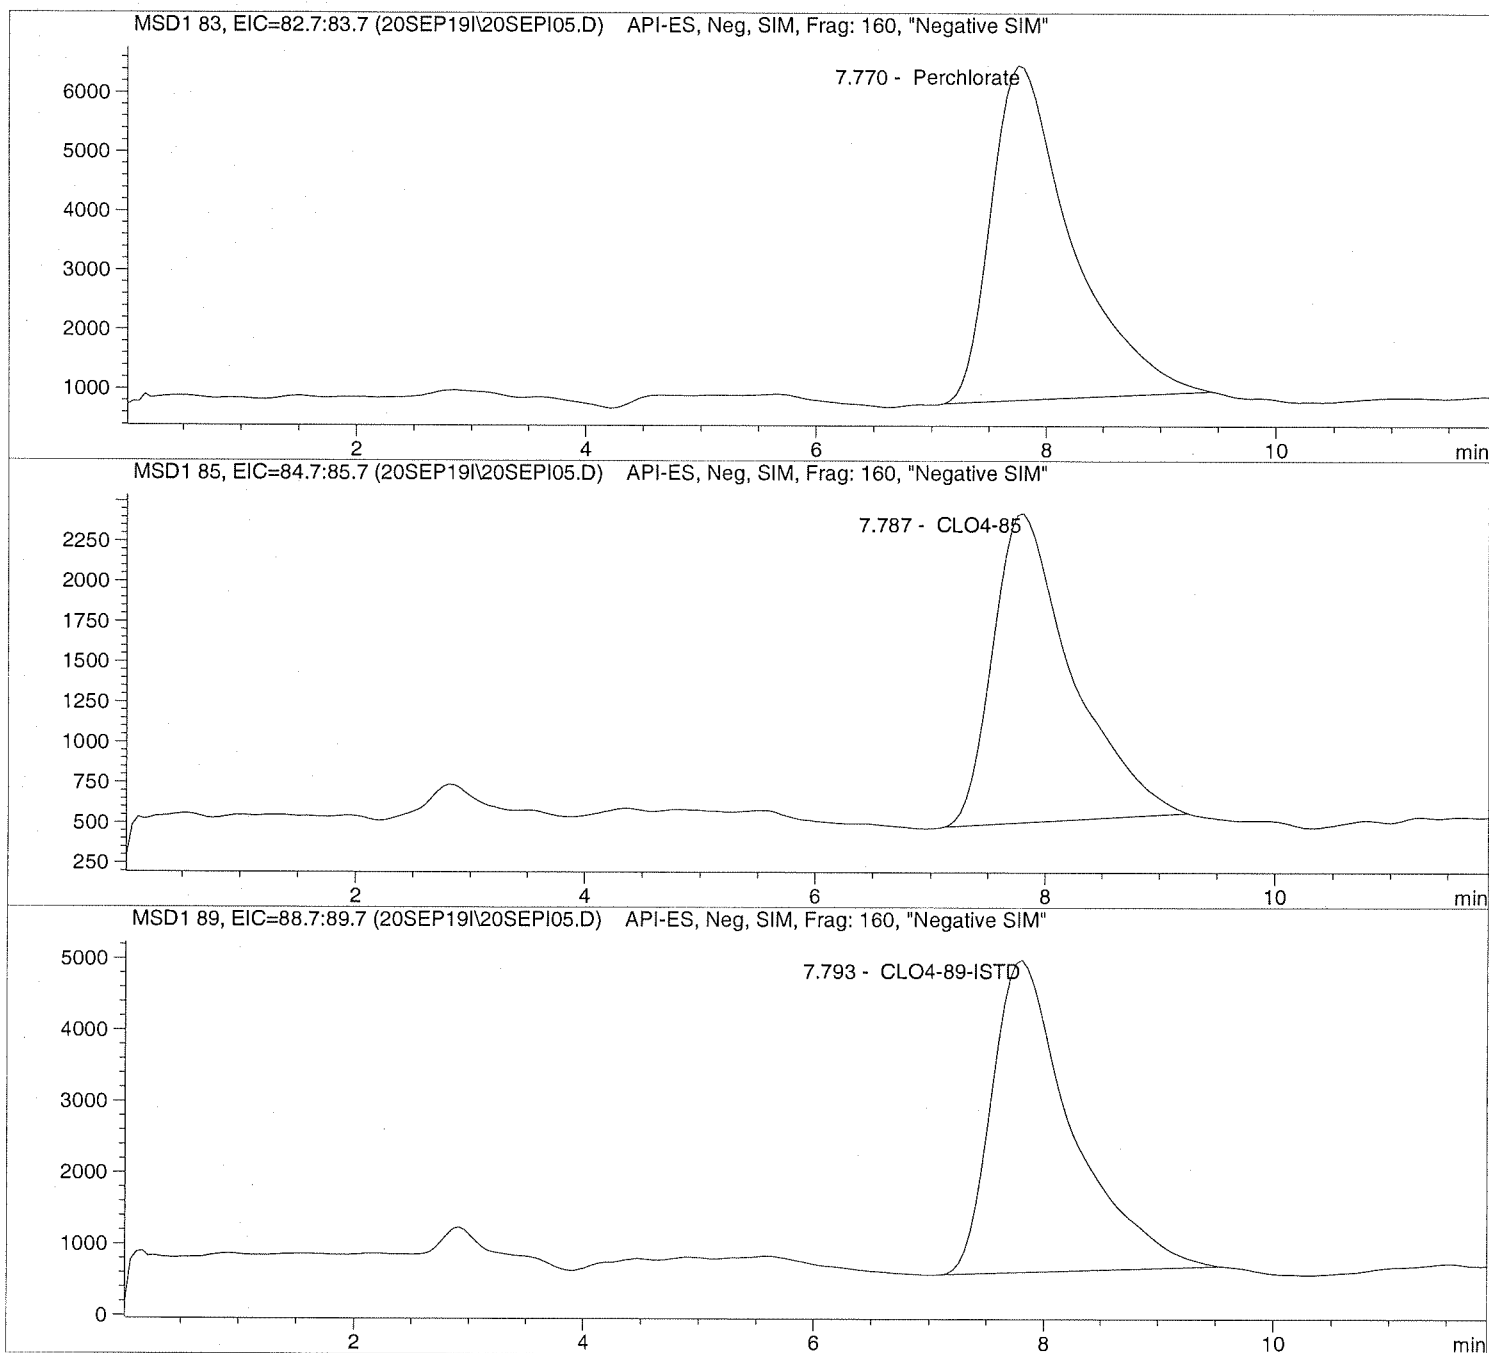 MSD1 83, EIC=82.7:83.7 (20SEP19I\20SEPI05.D) API-ES, Neg, SIM, Frag: 160, "Negative SIM"
7.770 - Perchlorate
6000
5000
4000
3000
2000
1000
2 4 6 8 10 min
MSD1 85, EIC=84.7:85.7 (20SEP19I\20SEPI05.D) API-ES, Neg, SIM, Frag: 160, "Negative SIM"
7.787 - CLO4-85
2250
2000
1750
1500
1250
1000
750
500
250
2 4 6 8 10 min
MSD1 89, EIC=88.7:89.7 (20SEP19I\20SEPI05.D) API-ES, Neg, SIM, Frag: 160, "Negative SIM"
5000
7.793 - CLO4-89-ISTD
4000
3000
2000
1000
0
2 4 6 8 10 min